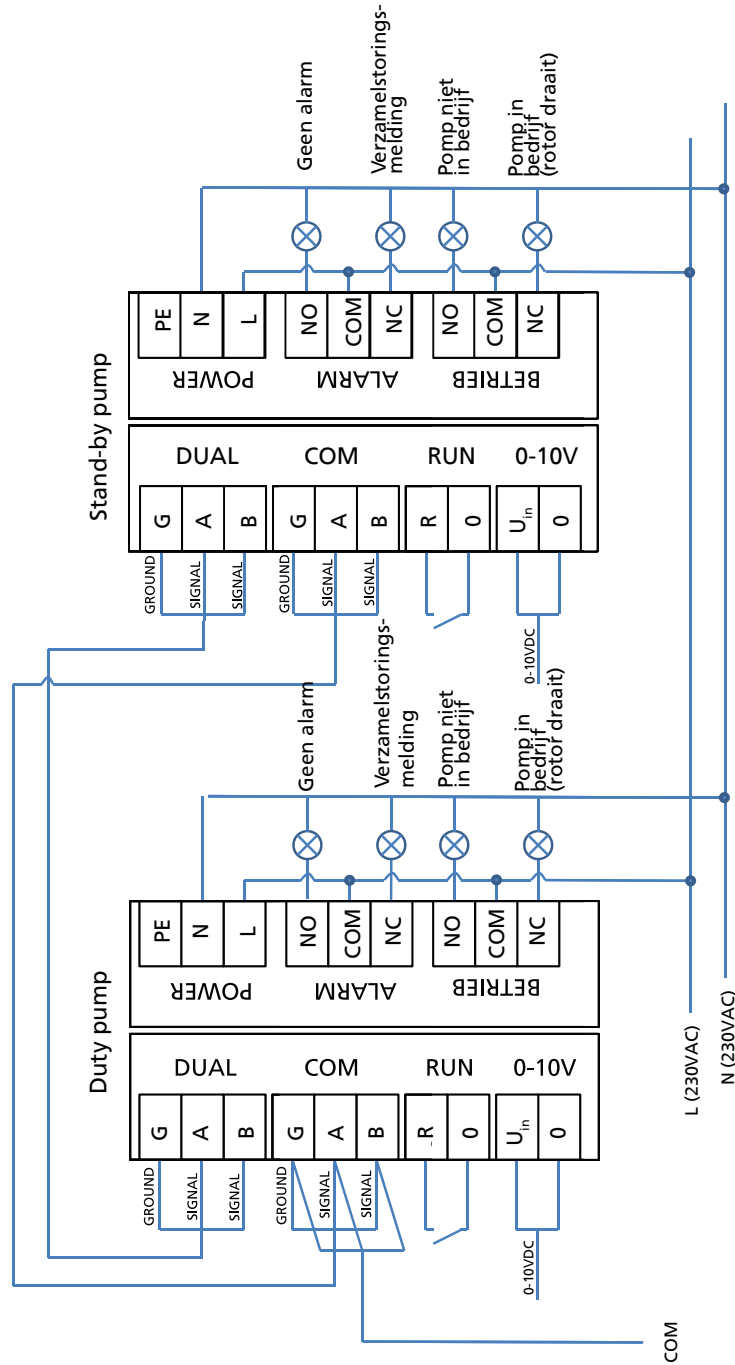 Stand-by pump
PE
N
L
POWER
NO
COM
NC
ALARM
NO
COM
NC
BETRIEB
Geen alarm
Verzamelstorings-
melding
Pomp niet
in bedrijf
Pomp in
bedrijf
(rotor draait)
DUAL
COM
RUN
0-10V
G
A
B
G
A
B
R
0
Uin
0
GROUND
SIGNAL
SIGNAL
GROUND
SIGNAL
SIGNAL
0-10VDC
Duty pump
PE
N
L
POWER
NO
COM
NC
ALARM
NO
COM
NC
BETRIEB
Geen alarm
Verzamelstorings-
melding
Pomp niet
in bedrijf
Pomp in
bedrijf
(rotor draait)
DUAL
COM
RUN
0-10V
G
A
B
G
A
B
R
0
Uin
0
GROUND
SIGNAL
SIGNAL
GROUND
SIGNAL
SIGNAL
0-10VDC
L (230VAC)
N (230VAC)
COM